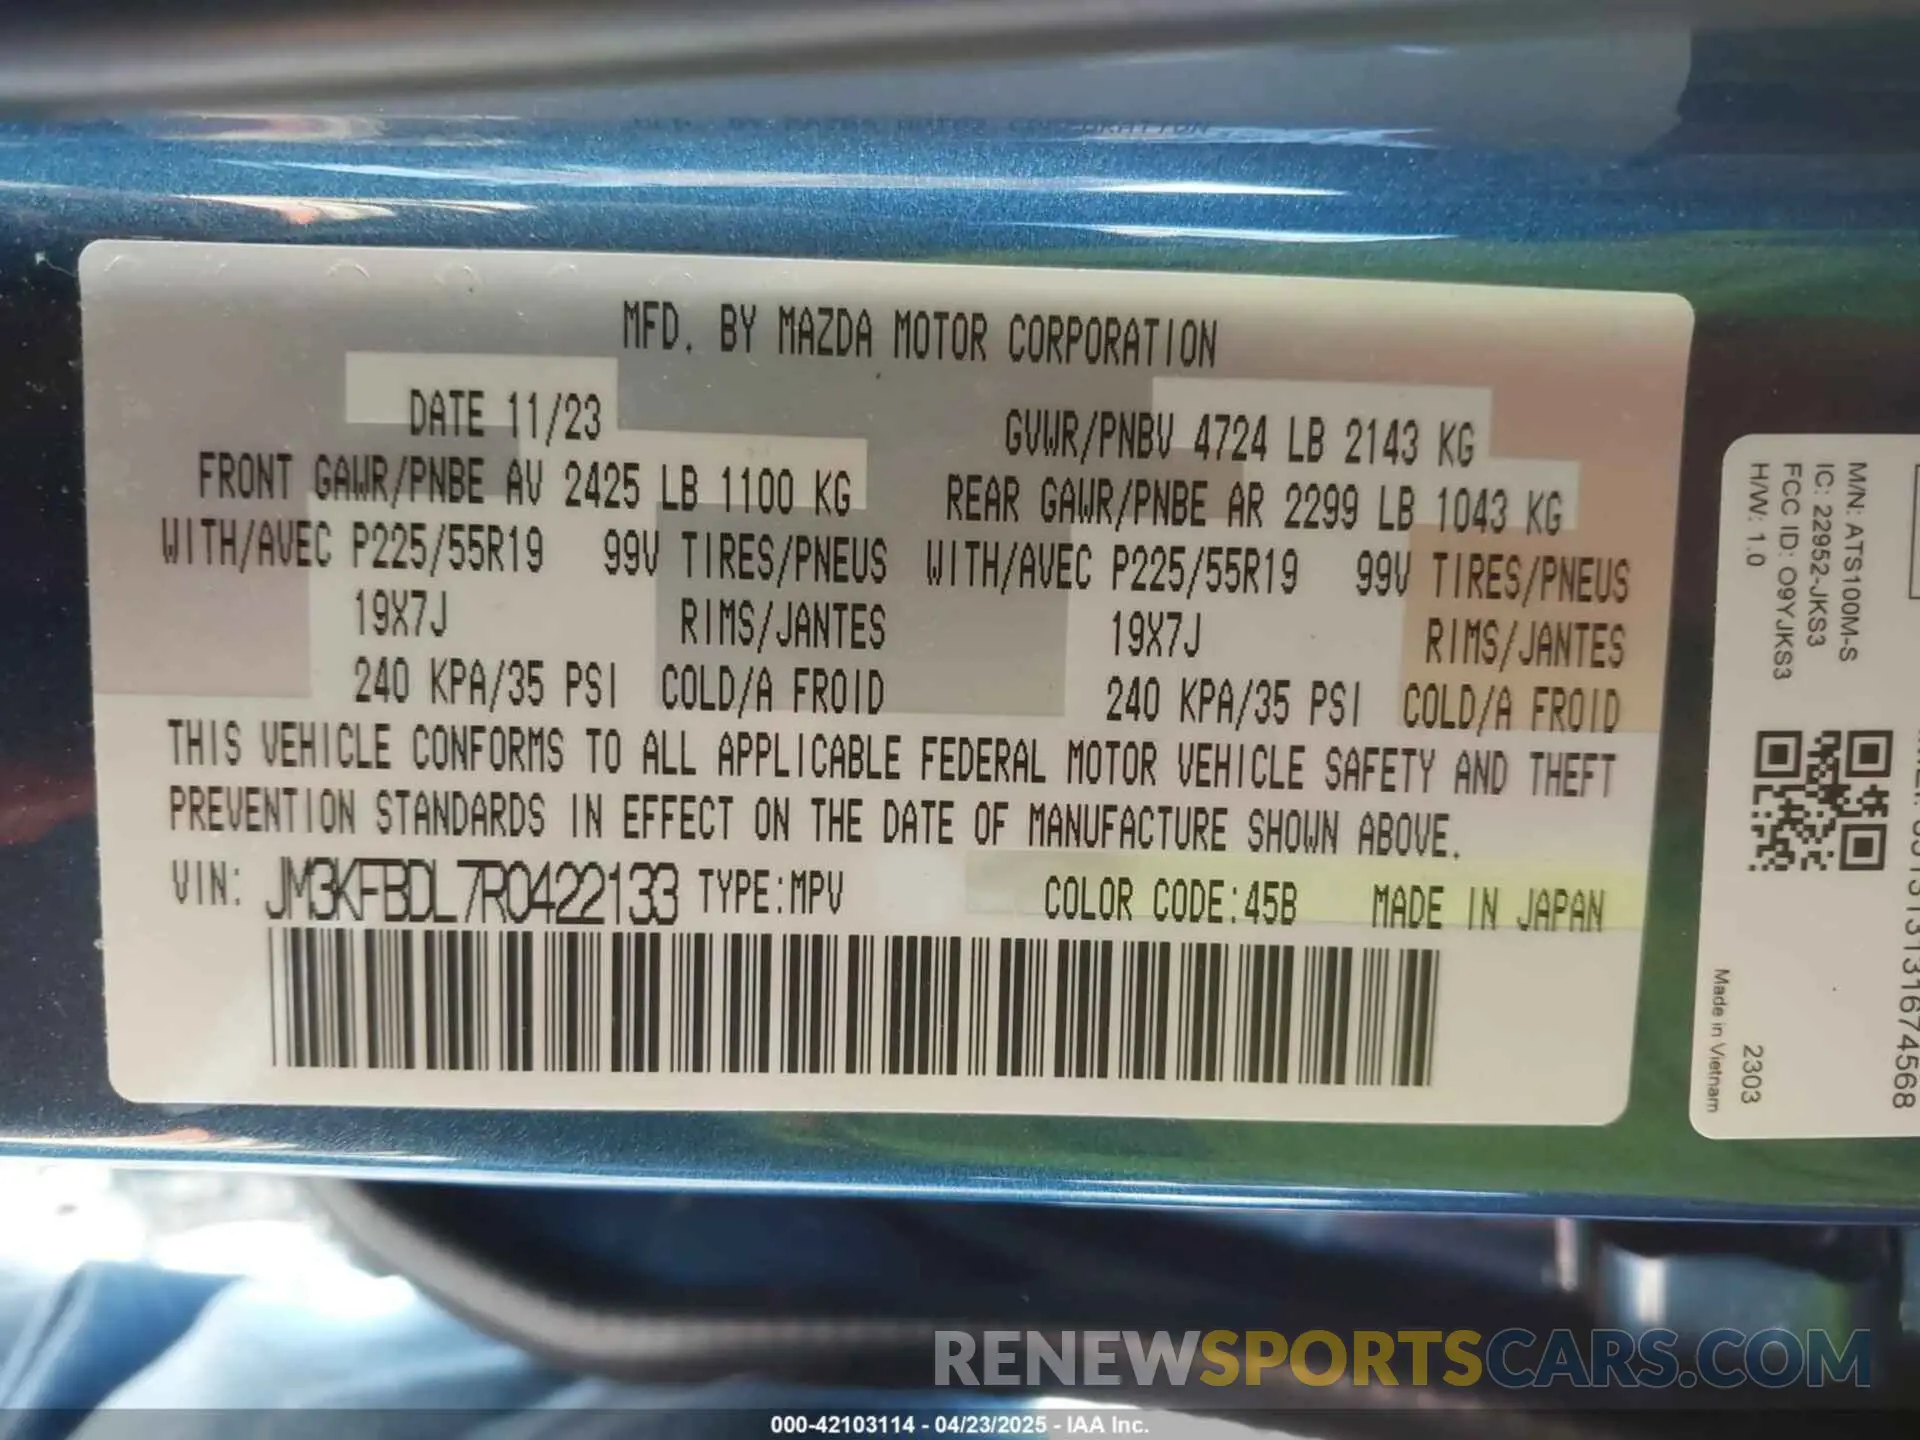 MFD. BY MAZDA MOTOR CORPORATION
DATE 11/23
GVWR/PNBV 4724 LB 2143 KG
FRONT GAWR/PNBE AV 2425 LB 1100 KG
REAR GAWR/PNBE AR 2299 LB 1043 KG
WITH/AVEC P225/55R19 99V TIRES/PNEUS
WITH/AVEC P225/55R19 99V TIRES/PNEUS
19X7J RIMS/JANTES
19X7J RIMS/JANTES
240 KPA/35 PSI COLD/A FROID
240 KPA/35 PSI COLD/A FROID
THIS VEHICLE CONFORMS TO ALL APPLICABLE FEDERAL MOTOR VEHICLE SAFETY AND THEFT
PREVENTION STANDARDS IN EFFECT ON THE DATE OF MANUFACTURE SHOWN ABOVE.
VIN: JM3KFBDL7R0422133 TYPE:MPV COLOR CODE:45B MADE IN JAPAN
M/N: ATS100M-S
IC: 22952-JKS3
FCC ID: O9YJKS3
H/W: 1.0
2303
Made in Vietnam
RENEWSPORTSCARS.COM
000-42103114 - 04/23/2025 - IAA Inc.